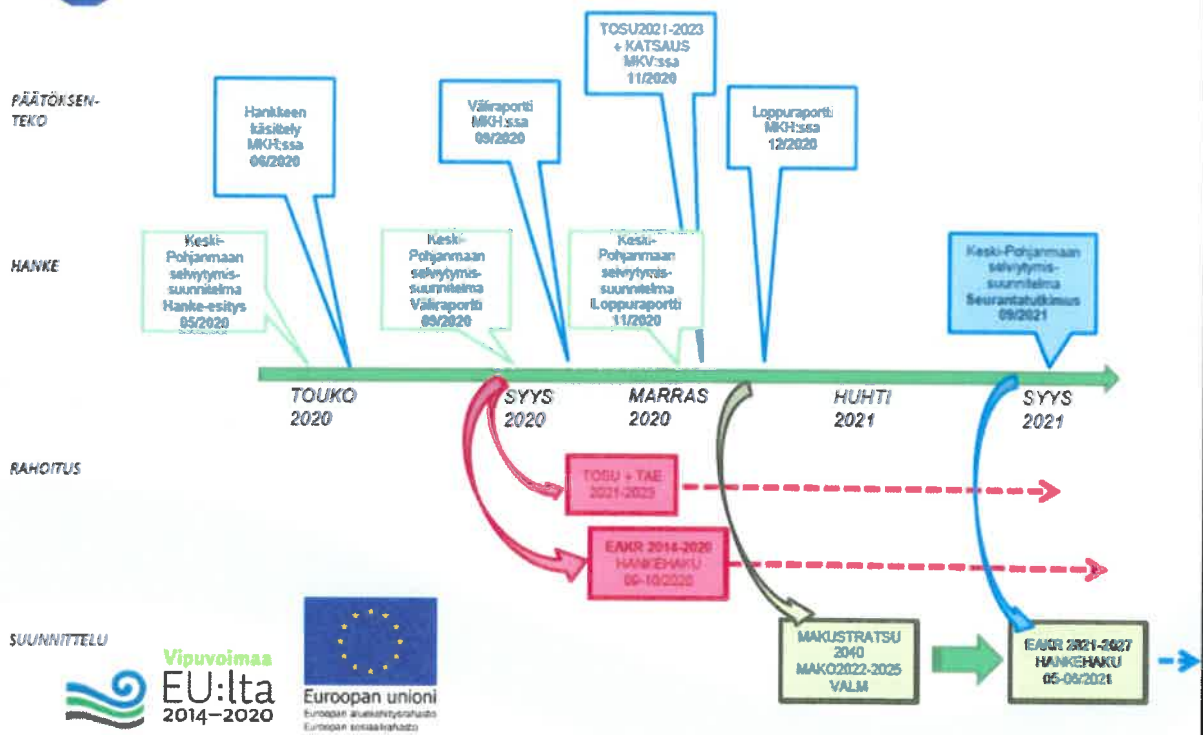 PÄÄTÖKSEN-
TEKO
Hankkeen
käsittely
MKH:ssa
06/2020
Väliraportti
MKH:ssa
09/2020
TOSU2021-2023
+ KATSAUS
MKV:ssa
11/2020
Loppuraportti
MKH:ssa
12/2020
HANKE
Keski-
Pohjanmaan
selviytymis-
suunnitelma
Hanke-esitys
05/2020
Keski-
Pohjanmaan
selviytymis-
suunnitelma
Väliraportti
09/2020
Keski-
Pohjanmaan
selviytymis-
suunnitelma
Loppuraportti
11/2020
Keski-Pohjanmaan
selviytymis-
suunnitelma
Seurantatutkimus
09/2021
TOUKO
2020
SYYS
2020
MARRAS
2020
HUHTI
2021
SYYS
2021
RAHOITUS
TOSU + TAE
2021-2023
EAKR 2014-2020
HANKEHAKU
09-10/2020
SUUNNITTELU
MAKUSTRATSU
2040
MAKO2022-2025
VALM
EAKR 2021-2027
HANKEHAKU
05-06/2021
Vipuvoimaa
EU:lta
2014–2020
Euroopan unioni
Euroopan aluekehitysrahasto
Euroopan sosiaalirahasto